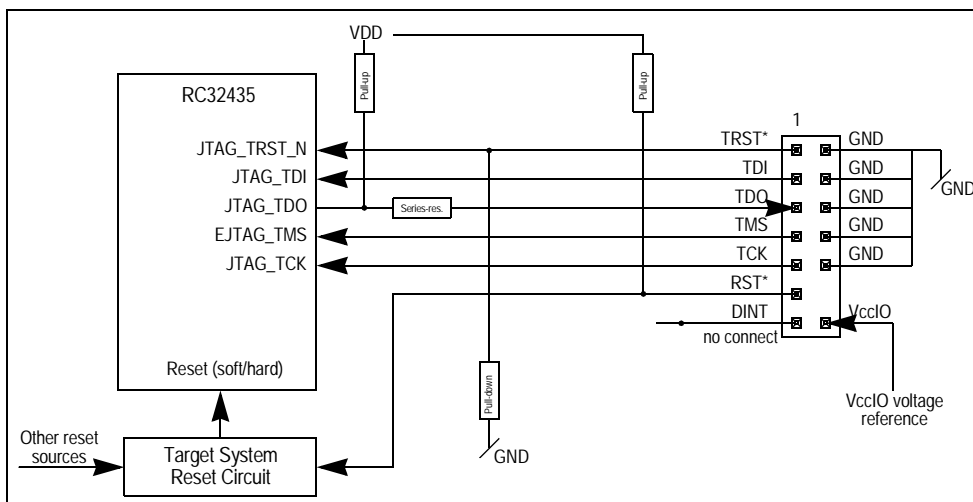 VDD
Pull-up
Pull-up
RC32435
1
JTAG_TRST_N
TRST*
GND
JTAG_TDI
TDI
GND
GND
JTAG_TDO
Series-res.
TDO
GND
EJTAG_TMS
TMS
GND
JTAG_TCK
TCK
GND
RST*
DINT
VccIO
no connect
Reset (soft/hard)
Pull-down
VccIO voltage
reference
GND
Other reset
sources
Target System
Reset Circuit